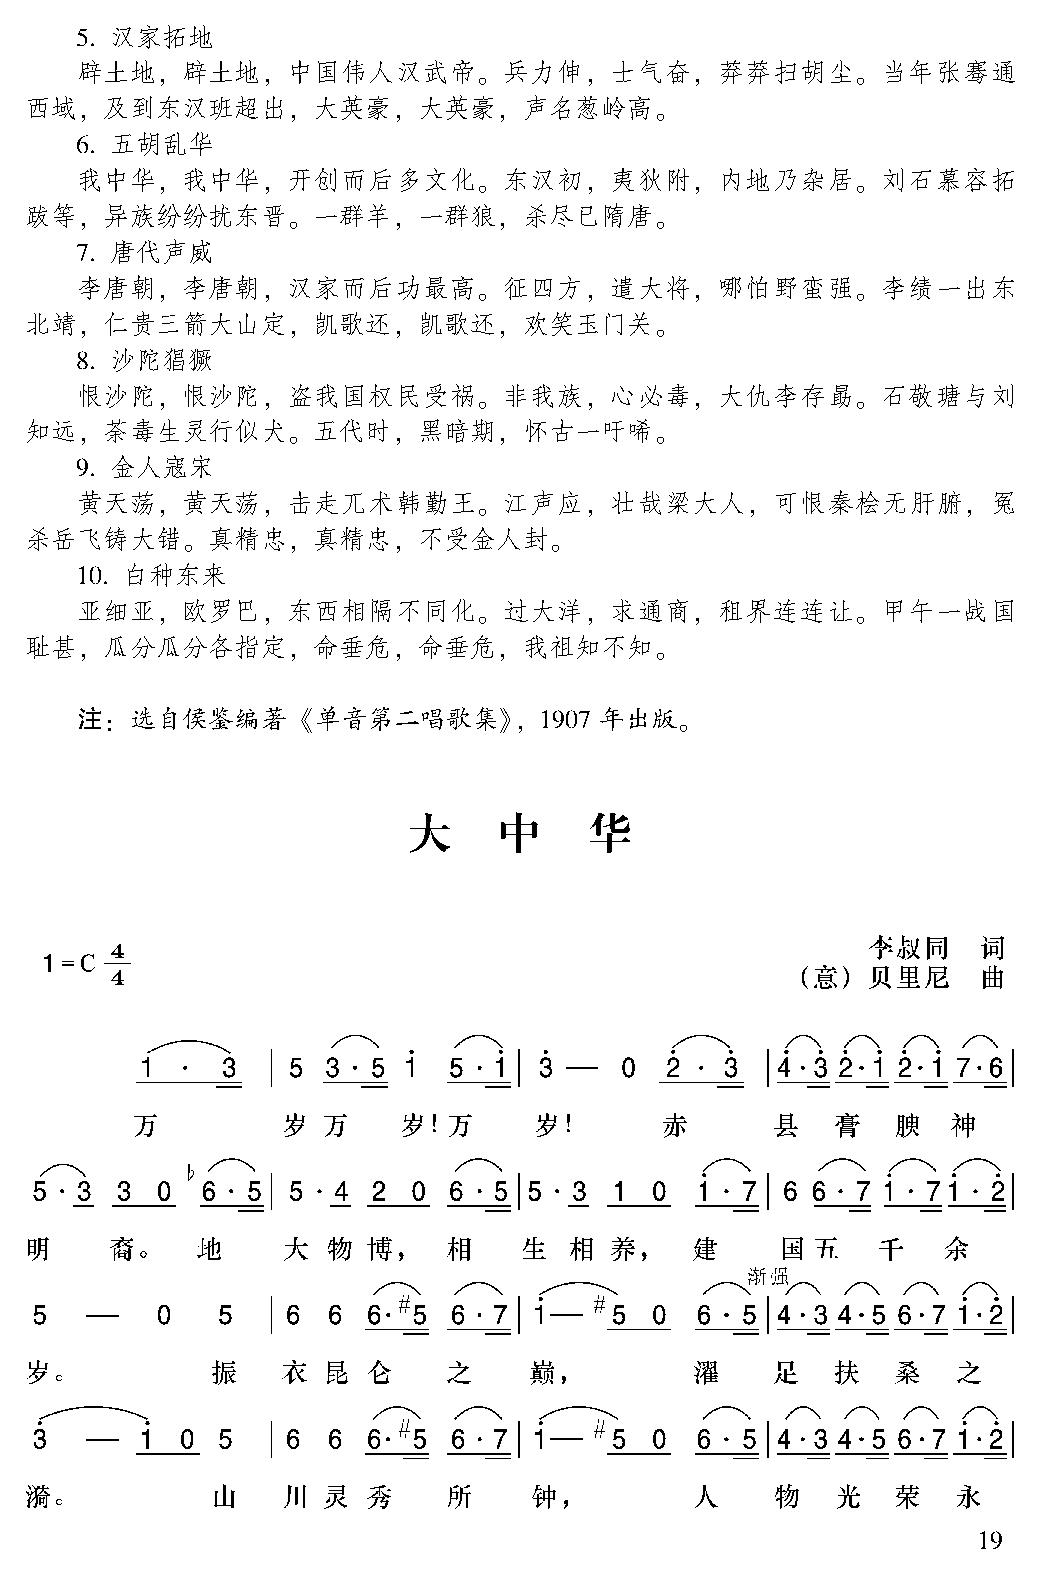 5. 汉家拓地
辟土地，辟土地，中国伟人汉武帝。兵力伸，士气奋，莽莽扫胡尘。当年张骞通
西域，及到东汉班超出，大英豪，大英豪，声名葱岭高。
6. 五胡乱华
我中华，我中华，开创而后多文化。东汉初，夷狄附，内地乃杂居。刘石慕容拓
跋等，异族纷纷扰东晋。一群羊，一群狼，杀尽已隋唐。
7. 唐代声威
李唐朝，李唐朝，汉家而后功最高。征四方，遣大将，哪怕野蛮强。李绩一出东
北靖，仁贵三箭大山定，凯歌还，凯歌还，欢笑玉门关。
8. 沙陀猖獗
恨沙陀，恨沙陀，盗我国权民受祸。非我族，心必毒，大仇李存勗。石敬瑭与刘
知远，荼毒生灵行似犬。五代时，黑暗期，怀古一吁唏。
9. 金人寇宋
黄天荡，黄天荡，击走兀术韩勤王。江声应，壮哉梁大人，可恨秦桧无肝腑，冤
杀岳飞铸大错。真精忠，真精忠，不受金人封。
10. 白种东来
亚细亚，欧罗巴，东西相隔不同化。过大洋，求通商，租界连连让。甲午一战国
耻甚，瓜分瓜分各指定，命垂危，命垂危，我祖知不知。
注：选自侯鉴编著《单音第二唱歌集》，1907 年出版。
大 中 华
1=C 4/4
李叔同 词
（意）贝里尼 曲
1 · 3 | 5 3·5 1 5·1 | 3 — 0 2·3 | 4·3 2·1 2·1 7·6 |
万 岁 万 岁！万 岁！ 赤 县 膏 腴 神
5·3 3 0 ♭6·5 | 5·4 2 0 6·5 | 5·3 1 0 1·7 | 6 6·7 1·7 1·2 |
明 裔。 地 大 物 博， 相 生 相 养， 建 国 五 千 余
渐强
5 — 0 5 | 6 6 6·#5 6·7 | 1— #5 0 6·5 | 4·3 4·5 6·7 1·2 |
岁。 振 衣 昆 仑 之 巅， 濯 足 扶 桑 之
3 — 1 0 5 | 6 6 6·#5 6·7 | 1— #5 0 6·5 | 4·3 4·5 6·7 1·2 |
漪。 山 川 灵 秀 所 钟， 人 物 光 荣 永
19